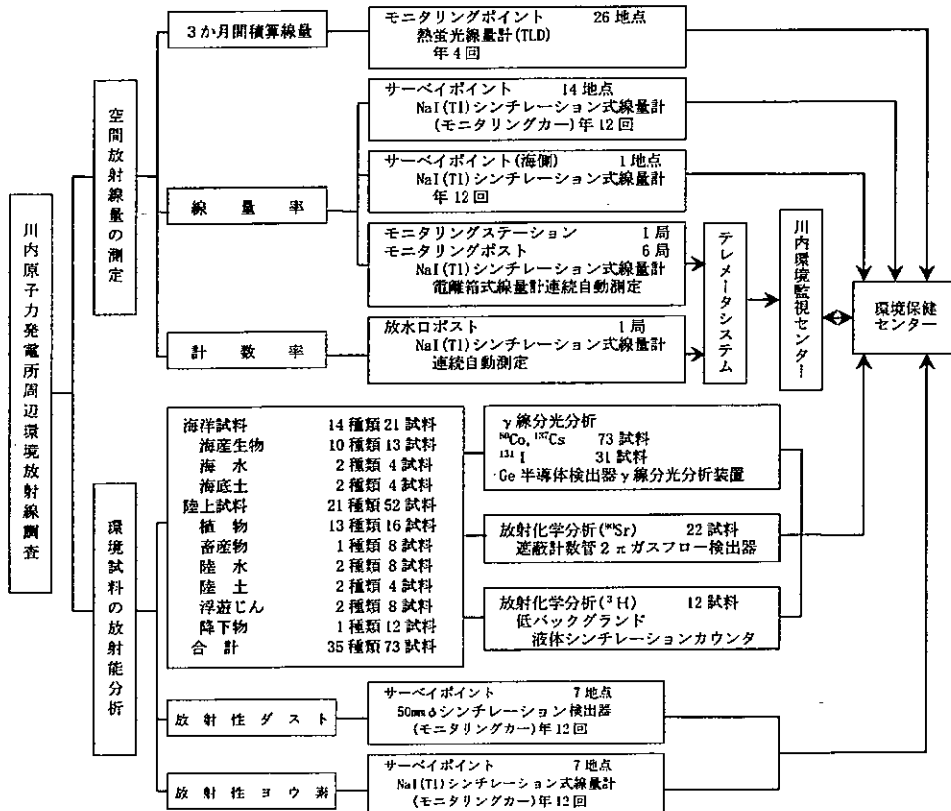 川内原子力発電所周辺環境放射線調査
空間放射線量の測定
3か月間積算線量
モニタリングポイント 26地点
熱蛍光線量計(TLD)
年4回
線量率
サーベイポイント 14地点
NaI(Tl)シンチレーション式線量計
(モニタリングカー)年12回
サーベイポイント(海側) 1地点
NaI(Tl)シンチレーション式線量計
年12回
モニタリングステーション 1局
モニタリングポスト 6局
NaI(Tl)シンチレーション式線量計
電離箱式線量計連続自動測定
計数率
放水口ポスト 1局
NaI(Tl)シンチレーション式線量計
連続自動測定
テレメータシステム
川内環境監視センター
環境保健
センター
環境試料の放射能分析
海洋試料 14種類21試料
海産生物 10種類13試料
海水 2種類4試料
海底土 2種類4試料
陸上試料 21種類52試料
植物 13種類16試料
畜産物 1種類8試料
陸水 2種類8試料
陸土 2種類4試料
浮遊じん 2種類8試料
降下物 1種類12試料
合計 35種類73試料
γ線分光分析
⁶⁰Co,¹³⁷Cs 73試料
¹³¹I 31試料
Ge半導体検出器γ線分光分析装置
放射化学分析(⁹⁰Sr) 22試料
遮蔽計数管2πガスフロー検出器
放射化学分析(³H) 12試料
低バックグランド
液体シンチレーションカウンタ
放射性ダスト
サーベイポイント 7地点
50mmφシンチレーション検出器
(モニタリングカー)年12回
放射性ヨウ素
サーベイポイント 7地点
NaI(Tl)シンチレーション式線量計
(モニタリングカー)年12回